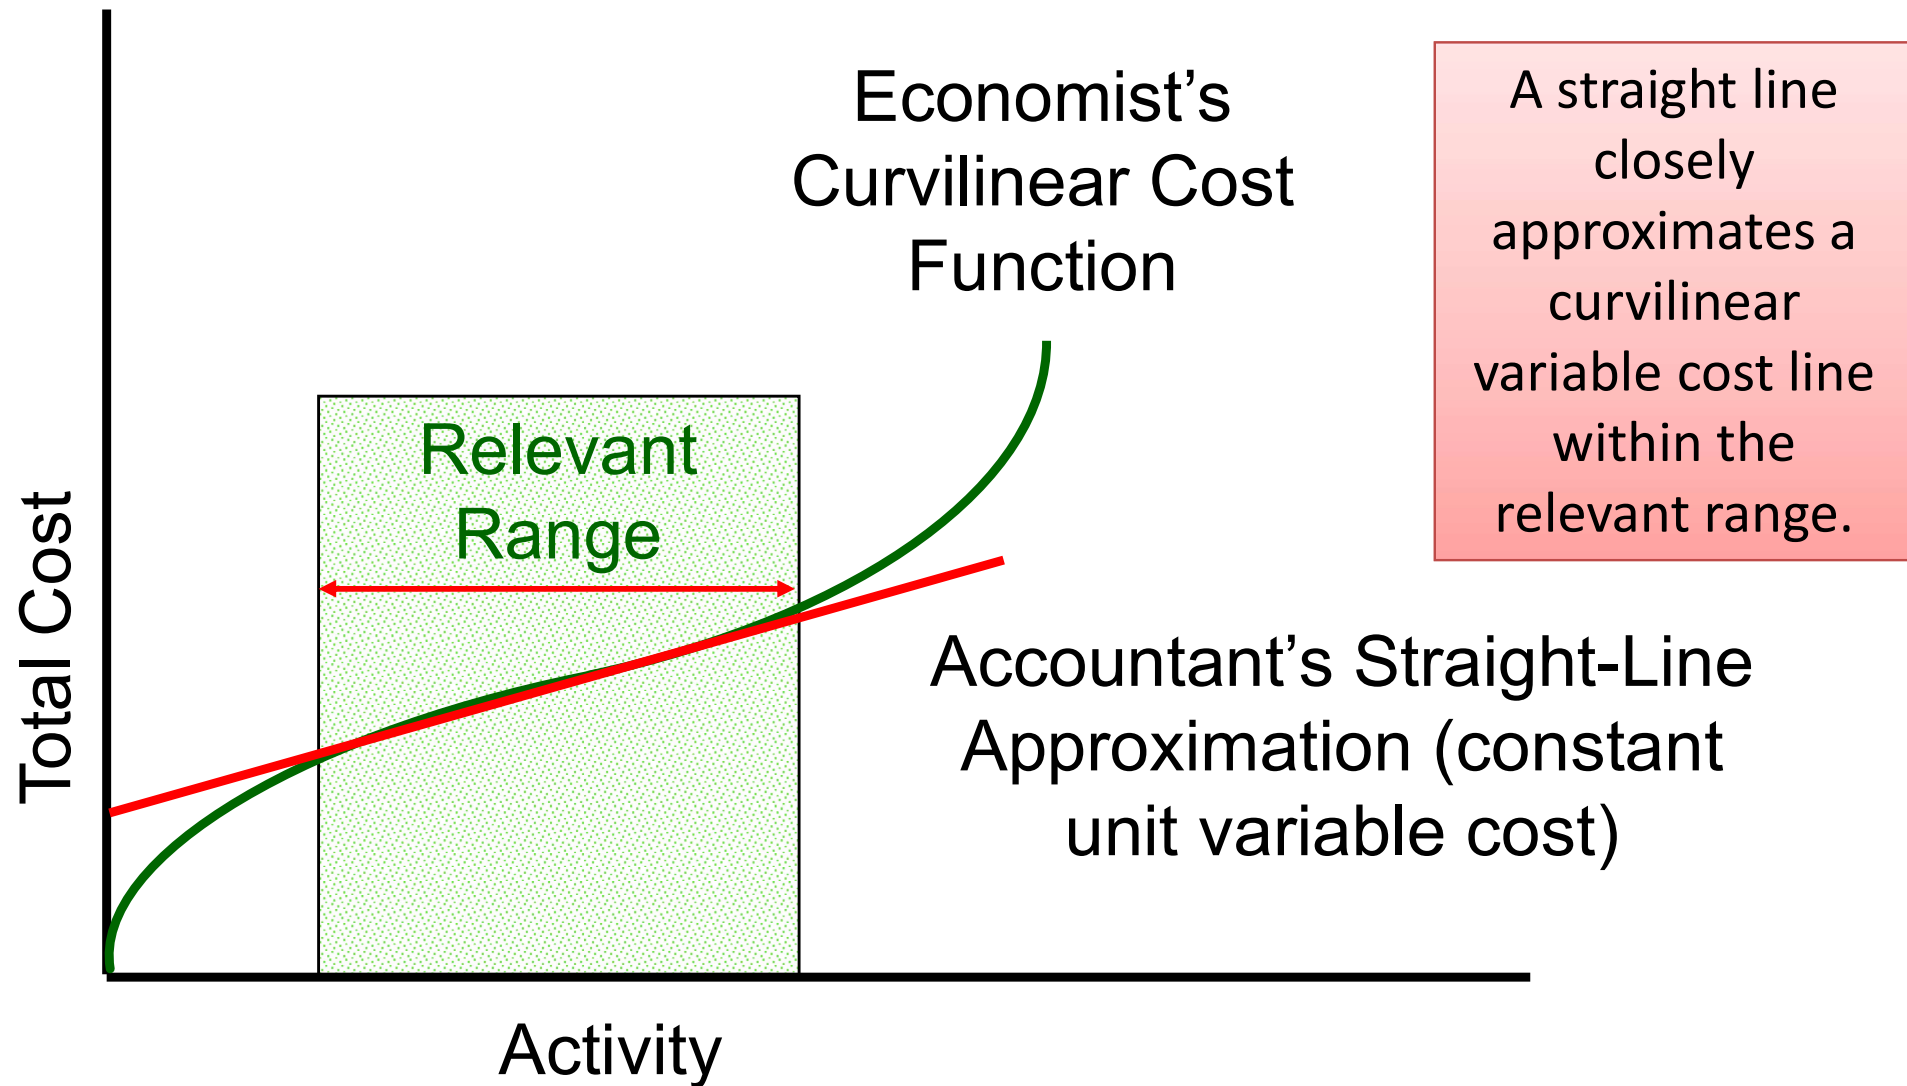 Economist’s
Curvilinear Cost
Function
A straight line
closely
approximates a
curvilinear
variable cost line
within the
relevant range.
Relevant
Range
Total Cost
Accountant’s Straight-Line
Approximation (constant
unit variable cost)
Activity